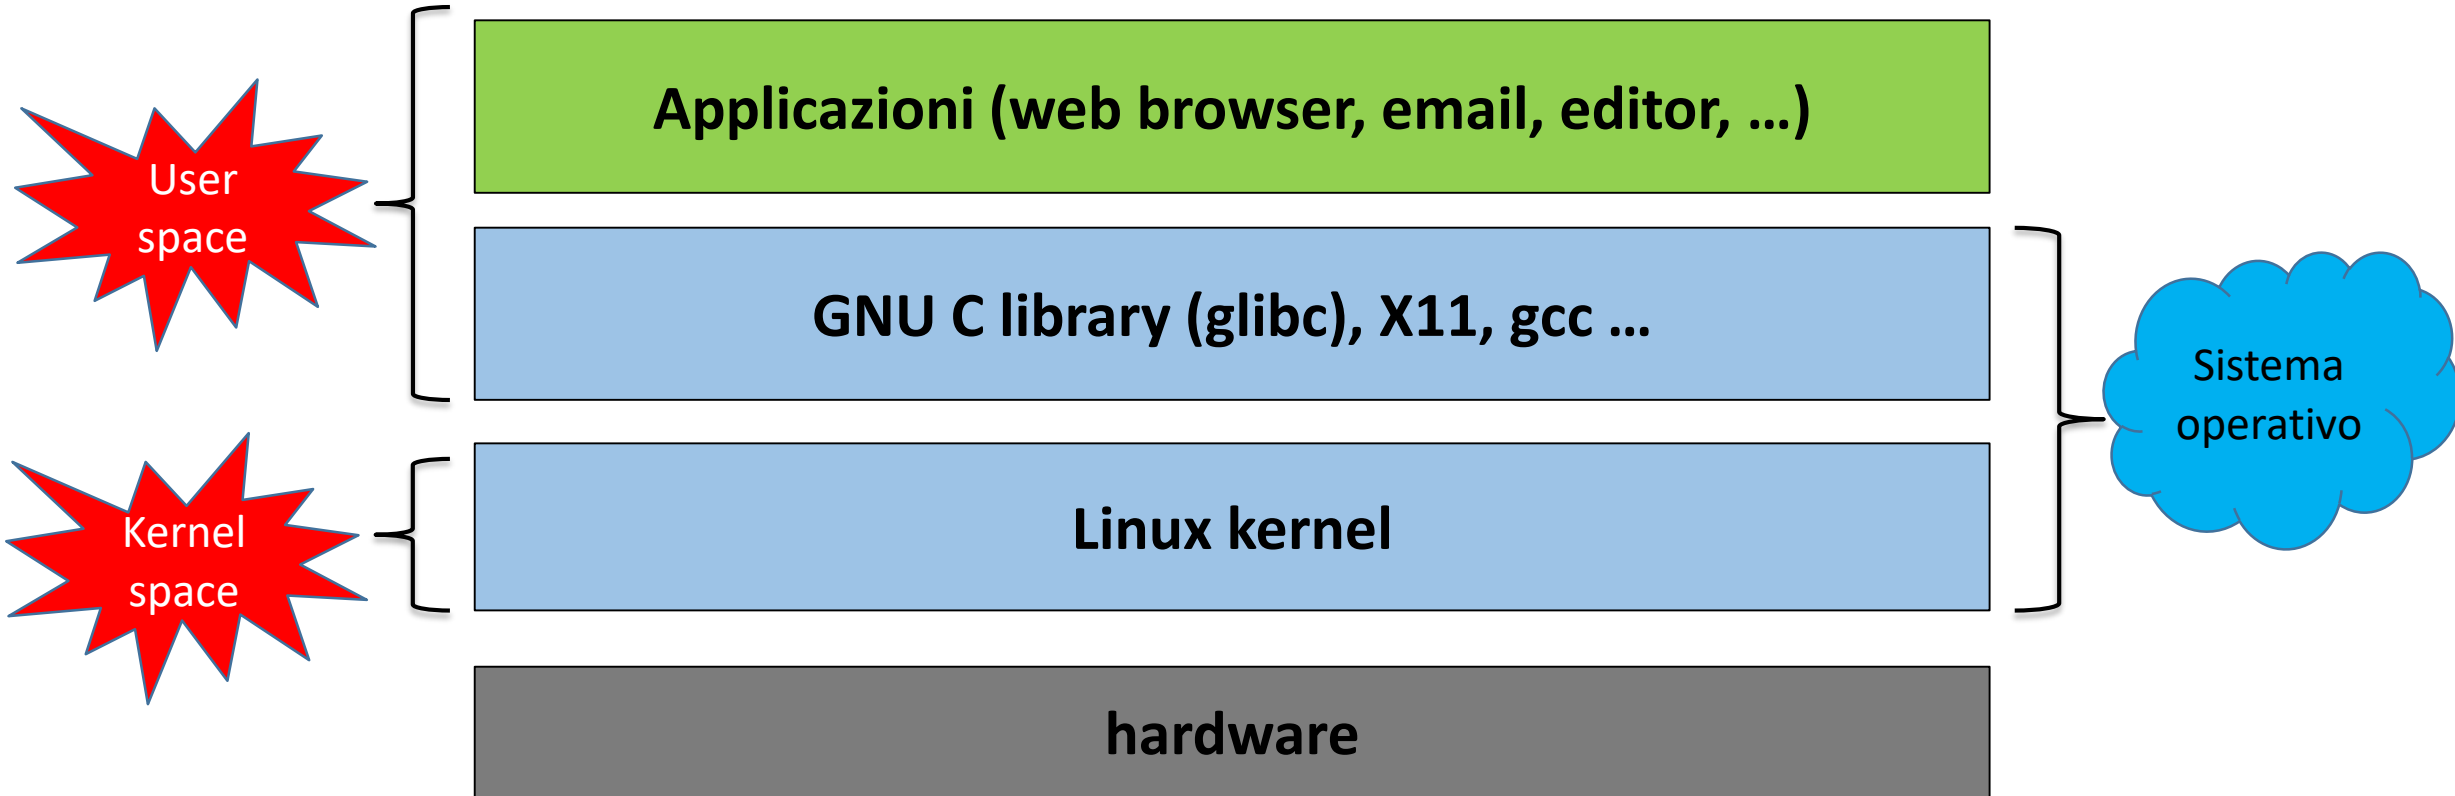 Applicazioni (web browser, email, editor, …)
User
space
GNU C library (glibc), X11, gcc …
Sistema
operativo
Linux kernel
Kernel
space
hardware